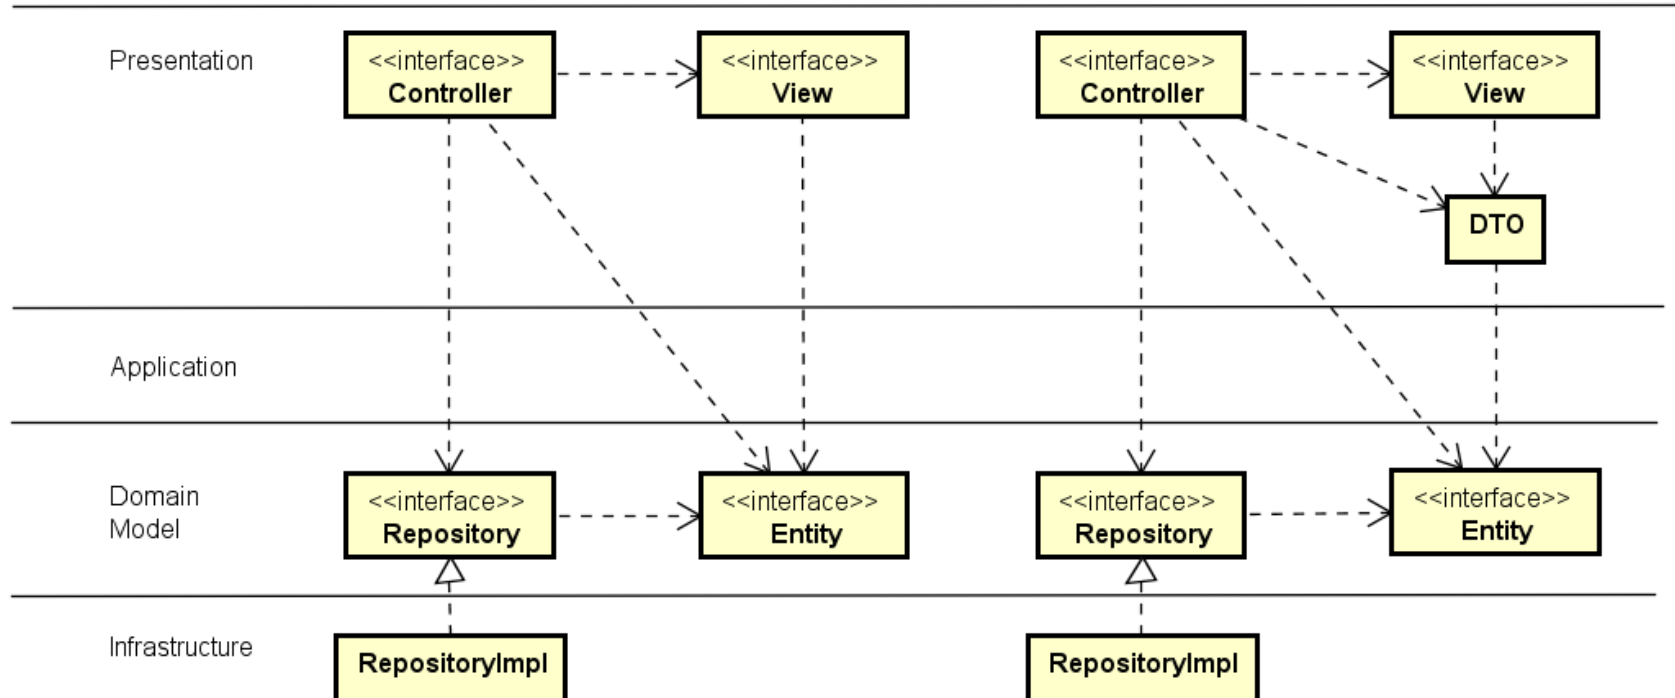 Presentation
<<interface>>
Controller
<<interface>>
View
<<interface>>
Controller
<<interface>>
View
DTO
Application
Domain
Model
<<interface>>
Repository
<<interface>>
Entity
<<interface>>
Repository
<<interface>>
Entity
Infrastructure
RepositoryImpl
RepositoryImpl